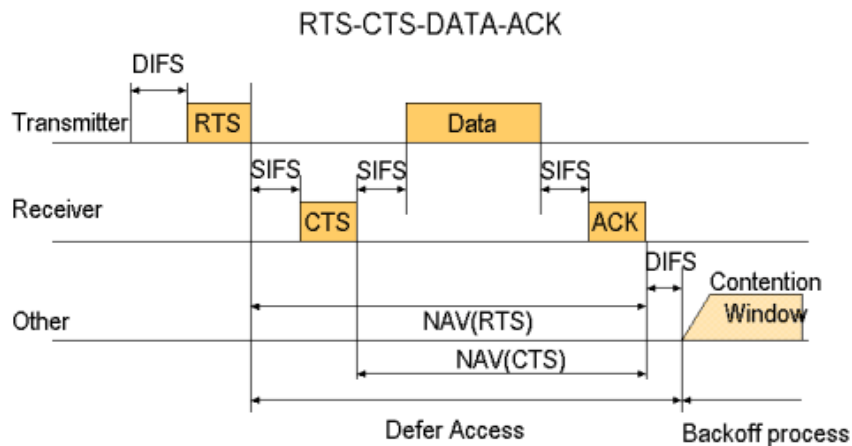 RTS-CTS-DATA-ACK
DIFS
Transmitter
RTS
Data
SIFS
SIFS
SIFS
Receiver
CTS
ACK
DIFS
Contention
Window
Other
NAV(RTS)
NAV(CTS)
Defer Access
Backoff process